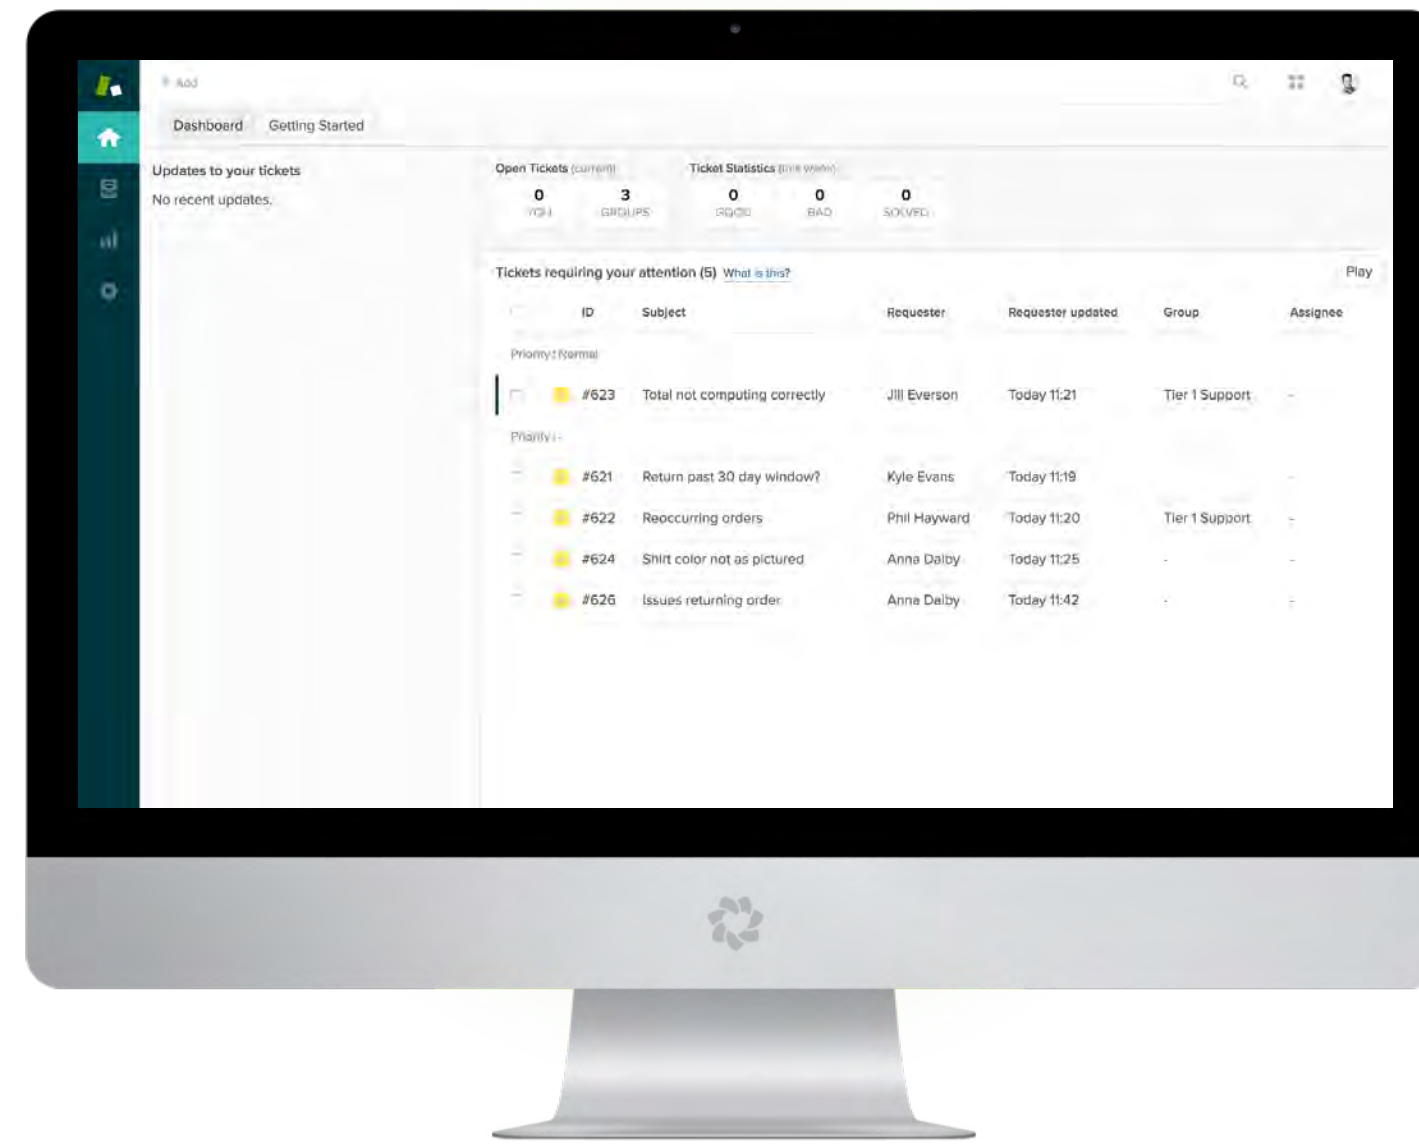 Add
Dashboard Getting Started
Updates to your tickets
No recent updates.
Open Tickets (current) Ticket Statistics (this week)
0 3 0 0 0
YOU GROUPS GOOD BAD SOLVED
Tickets requiring your attention (5) What is this? Play
ID Subject Requester Requester updated Group Assignee
Priority: Normal
#623 Total not computing correctly Jill Everson Today 11:21 Tier 1 Support -
Priority: -
#621 Return past 30 day window? Kyle Evans Today 11:19 -
#622 Reoccurring orders Phil Hayward Today 11:20 Tier 1 Support -
#624 Shirt color not as pictured Anna Dalby Today 11:25 - -
#626 Issues returning order Anna Dalby Today 11:42 - -